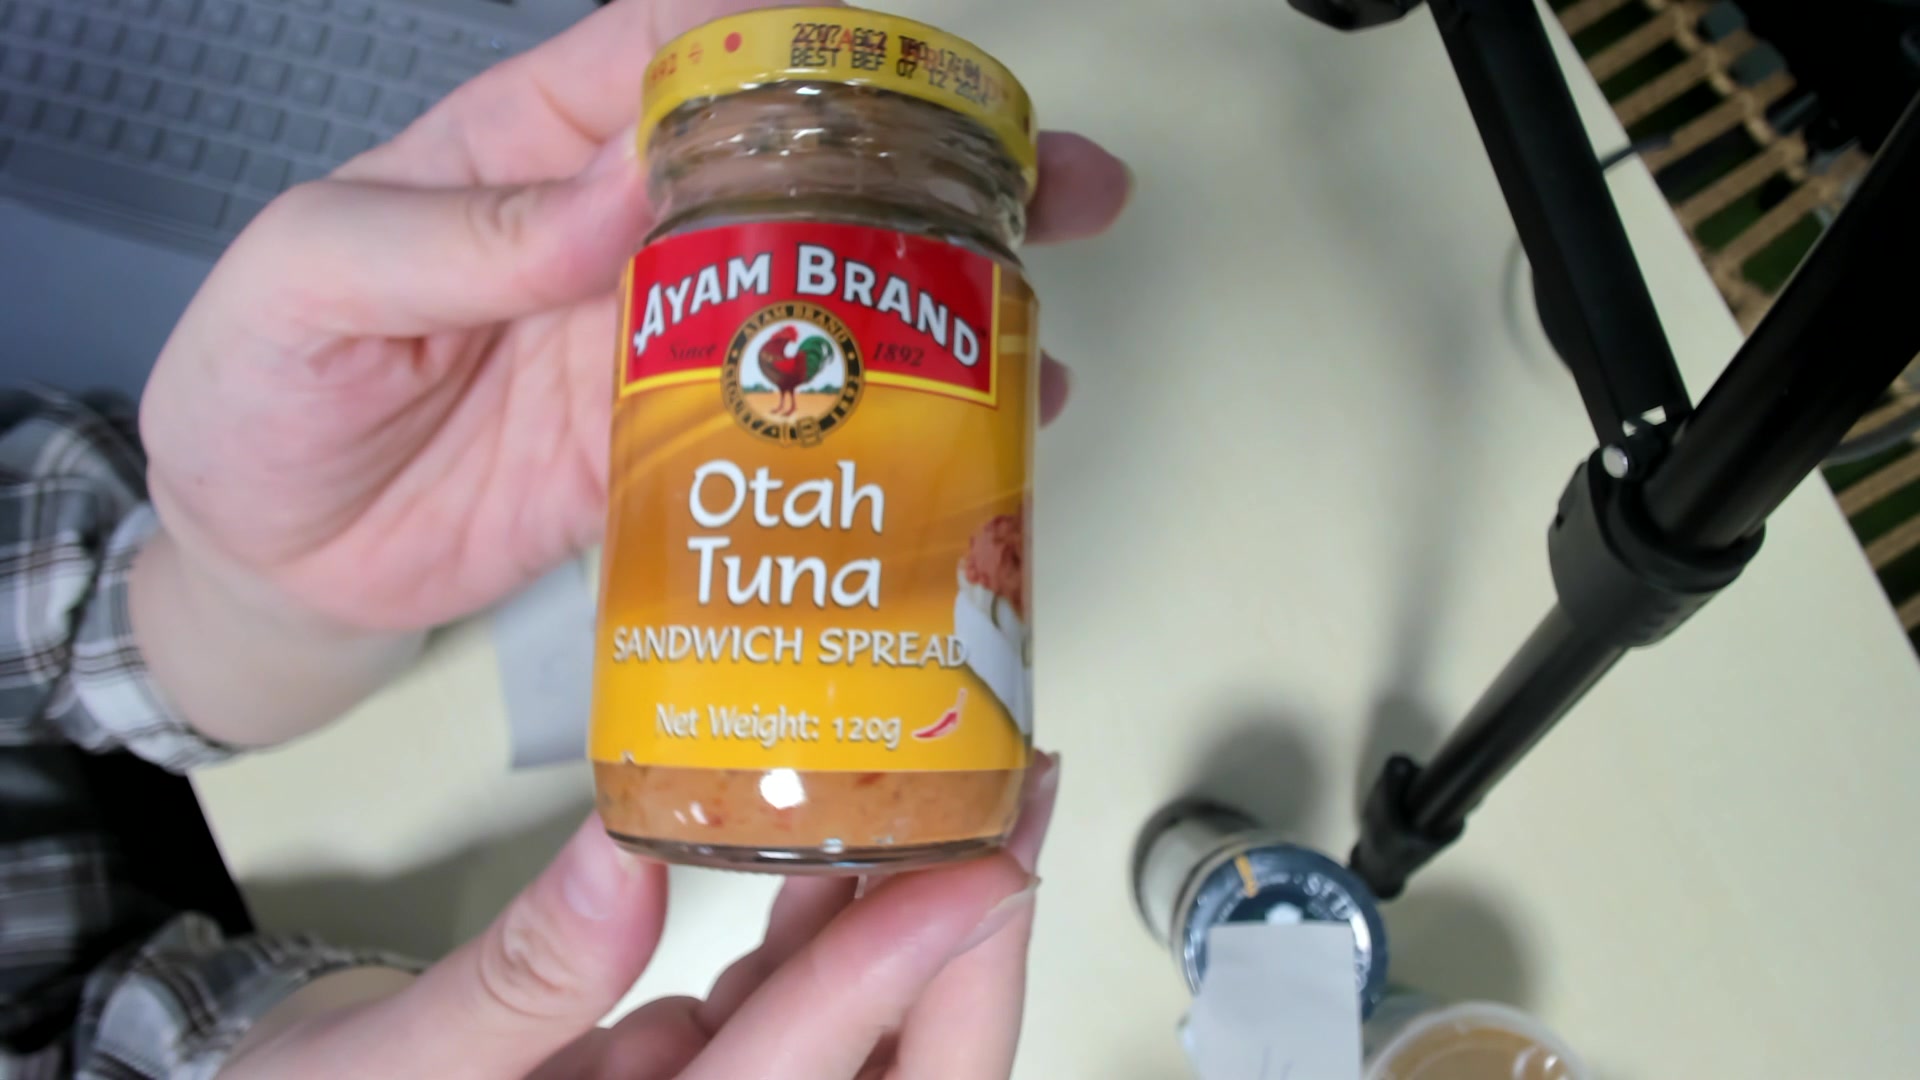 BEST BEF 07 12 2024
AYAM BRAND
Since 1892
AYAM BRAND
Otah
Tuna
SANDWICH SPREAD
Net Weight: 120g